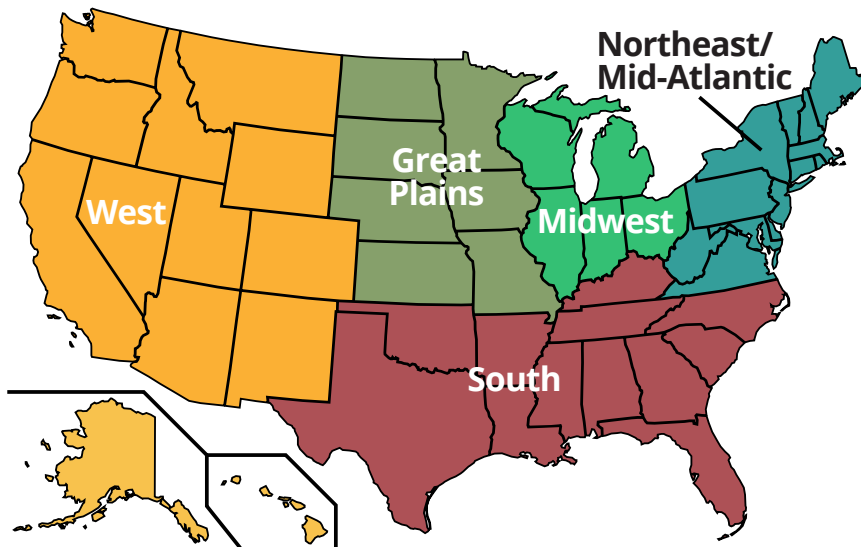 Northeast/
Mid-Atlantic
Great
Plains
West
Midwest
South